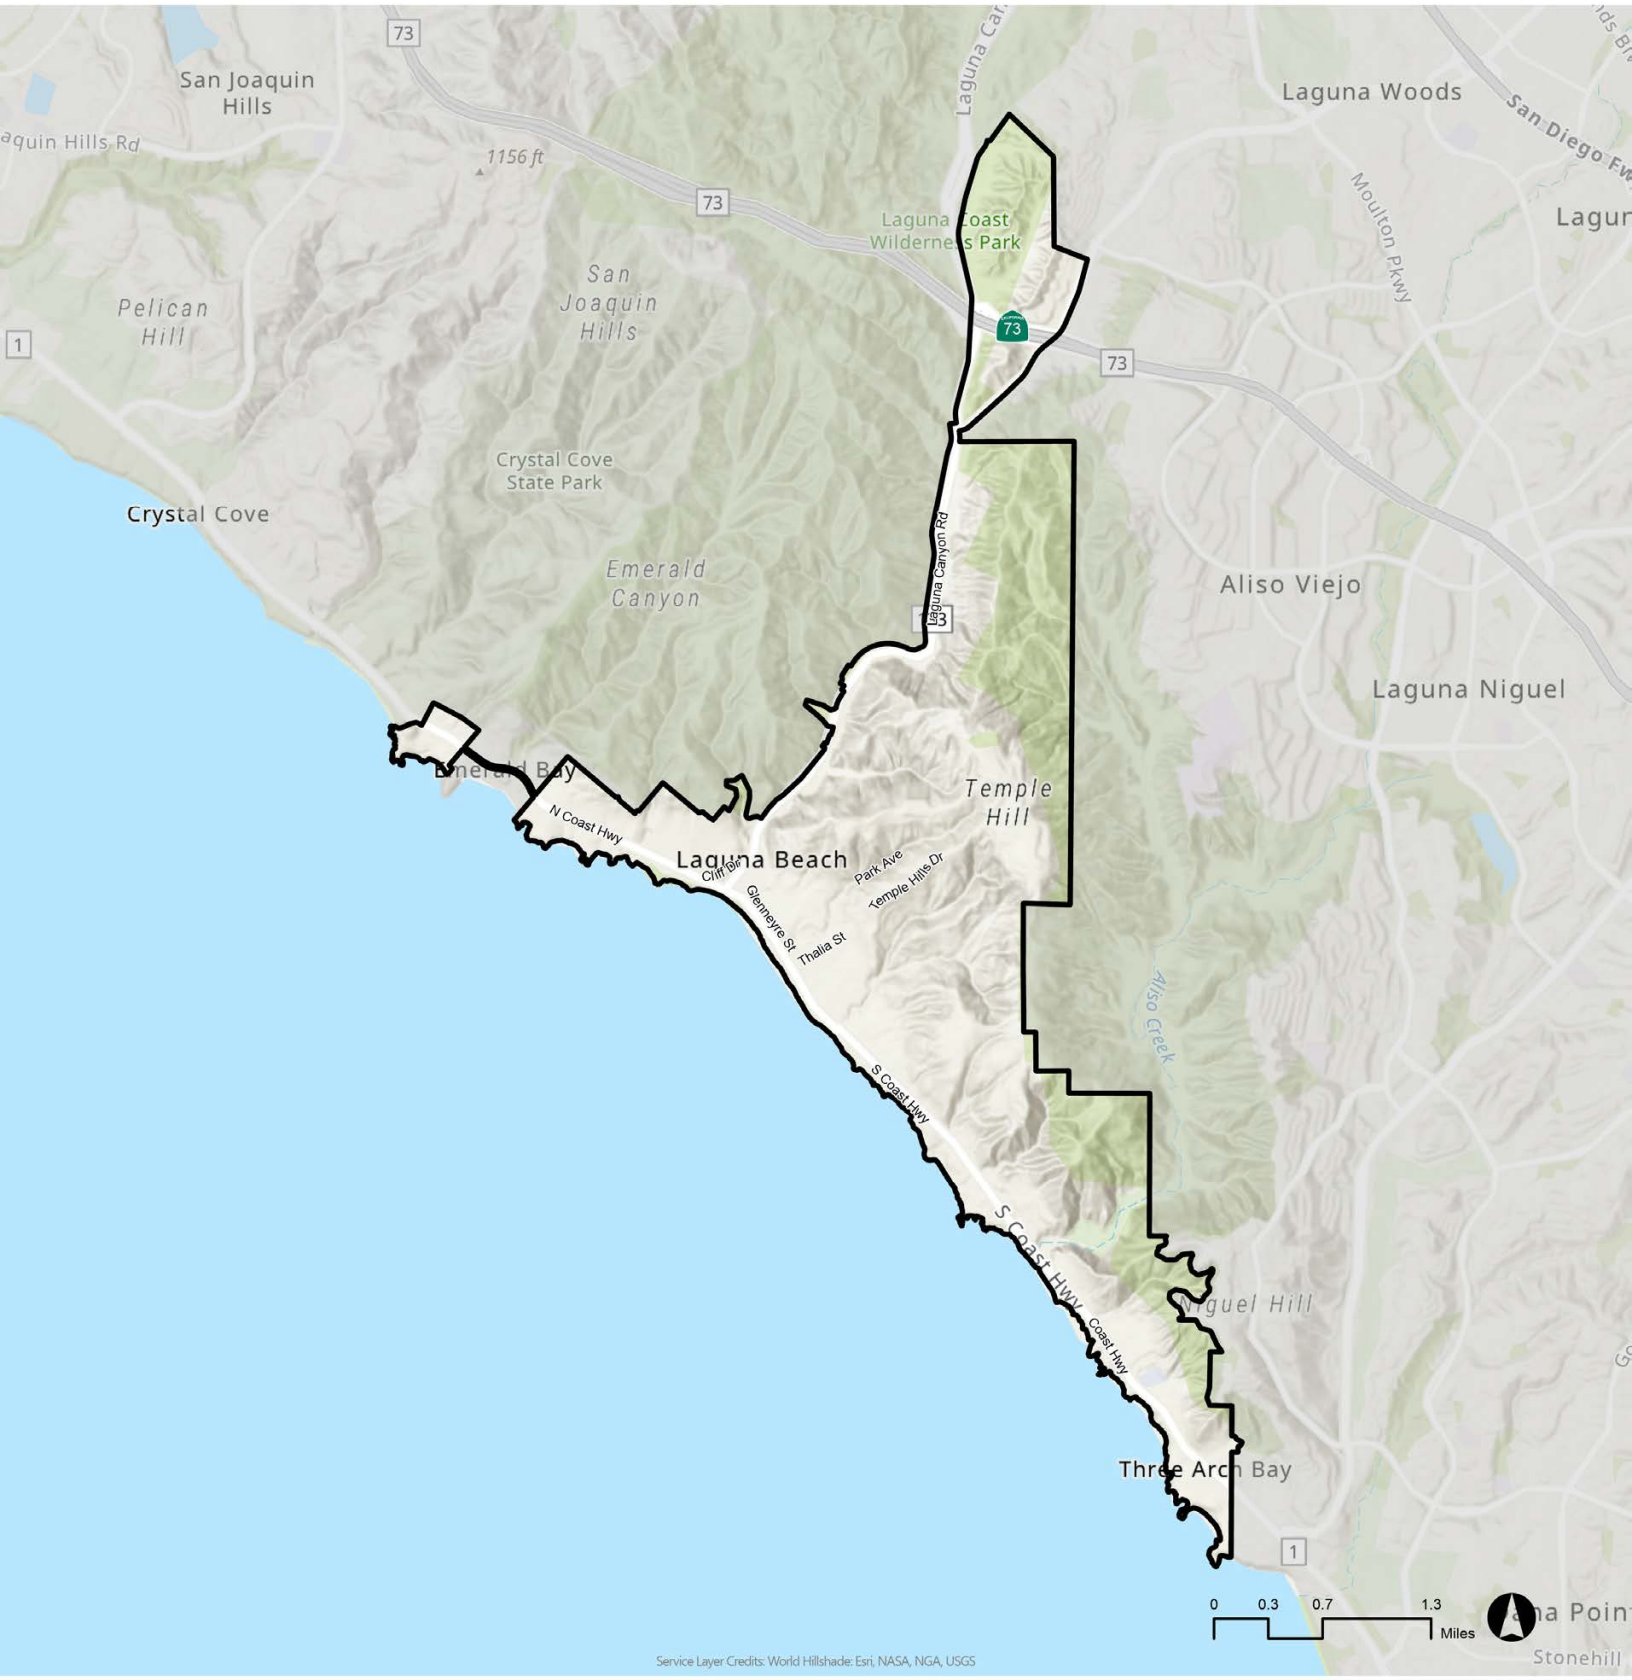 73
San Joaquin
Hills
aquin Hills Rd
1156 ft
73
Laguna Woods
San Diego Fw
Moulton Pkwy
Lagun
Laguna Coast
Wilderness Park
San
Joaquin
Hills
Pelican
Hill
1
CALIFORNIA
73
73
Crystal Cove
State Park
Crystal Cove
Laguna Canyon Rd
Emerald
Canyon
Aliso Viejo
Laguna Niguel
Emerald Bay
N Coast Hwy
Temple
Hill
Laguna Beach
Cliff Dr
Park Ave
Temple Hills Dr
Glenneyre St
Thalia St
Aliso Creek
S Coast Hwy
S Coast Hwy
Niguel Hill
Coast Hwy
Three Arch Bay
1
0 0.3 0.7 1.3
Miles
Dana Poin
Stonehill
Service Layer Credits: World Hillshade: Esri, NASA, NGA, USGS